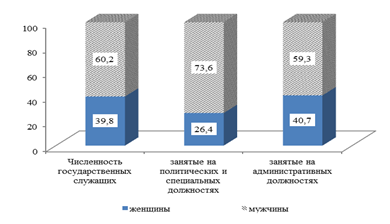 100
80
60
40
20
0
60,2
73,6
59,3
39,8
26,4
40,7
Численность
государственных
служащих
занятые на
политических и
специальных
должностях
занятые на
административных
должностях
женщины
мужчины